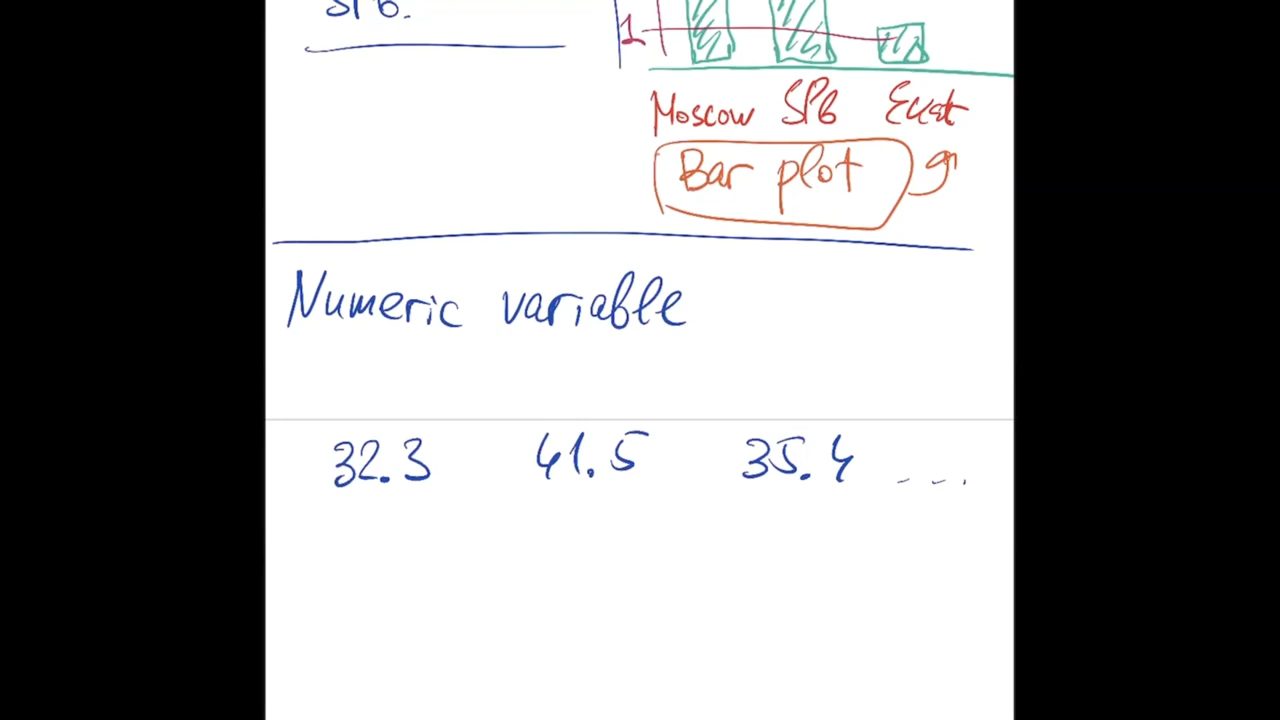 SPb.
1
Moscow SPb Ekat
Bar plot
Numeric variable
32.3 41.5 35.4 ...